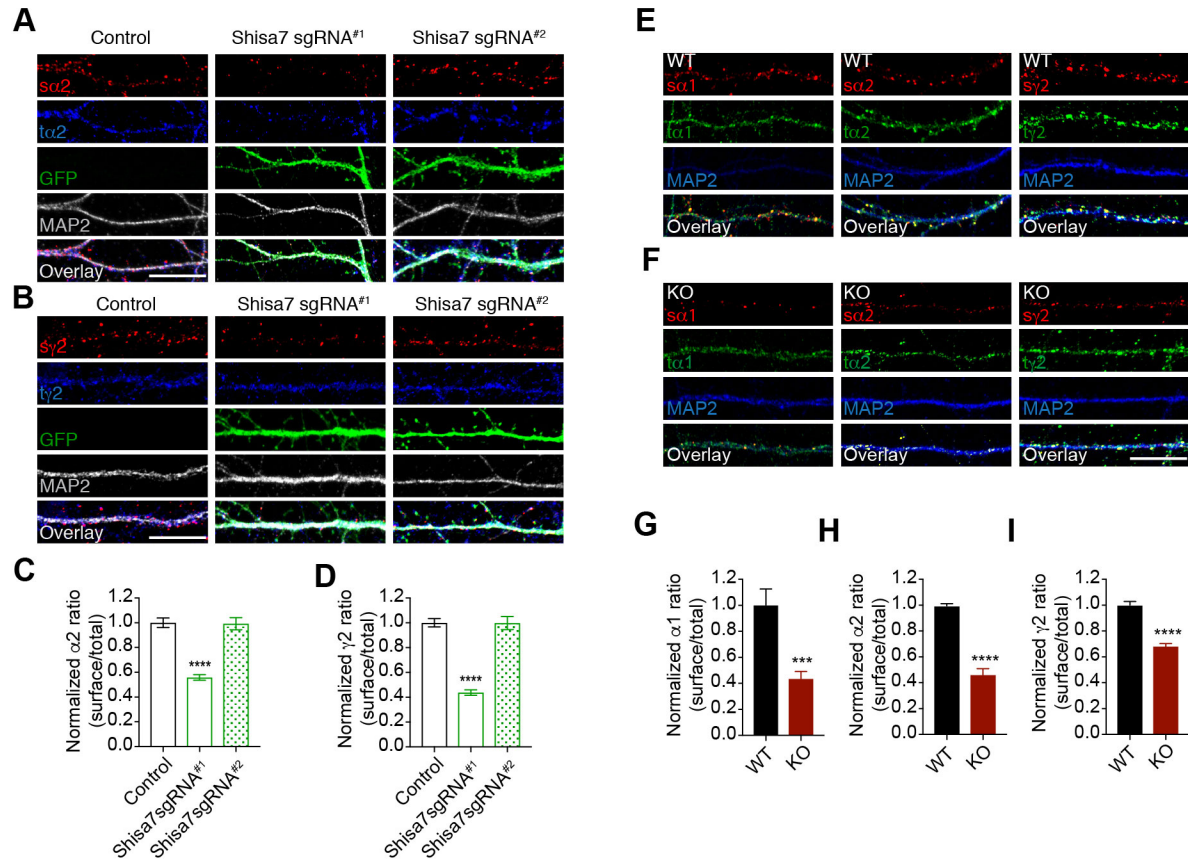 A
Control
Shisa7 sgRNA#1
Shisa7 sgRNA#2
sα2
tα2
GFP
MAP2
Overlay
B
Control
Shisa7 sgRNA#1
Shisa7 sgRNA#2
sγ2
tγ2
GFP
MAP2
Overlay
C
Normalized α2 ratio
(surface/total)
1.2
1.0
0.8
0.6
0.4
0.2
0.0
****
Control
Shisa7sgRNA#1
Shisa7sgRNA#2
D
Normalized γ2 ratio
(surface/total)
1.2
1.0
0.8
0.6
0.4
0.2
0.0
****
Control
Shisa7sgRNA#1
Shisa7sgRNA#2
E
WT
sα1
tα1
MAP2
Overlay
WT
sα2
tα2
MAP2
Overlay
WT
sγ2
tγ2
MAP2
Overlay
F
KO
sα1
tα1
MAP2
Overlay
KO
sα2
tα2
MAP2
Overlay
KO
sγ2
tγ2
MAP2
Overlay
G
Normalized α1 ratio
(surface/total)
1.2
1.0
0.8
0.6
0.4
0.2
0.0
***
WT
KO
H
Normalized α2 ratio
(surface/total)
1.2
1.0
0.8
0.6
0.4
0.2
0.0
****
WT
KO
I
Normalized γ2 ratio
(surface/total)
1.2
1.0
0.8
0.6
0.4
0.2
0.0
****
WT
KO